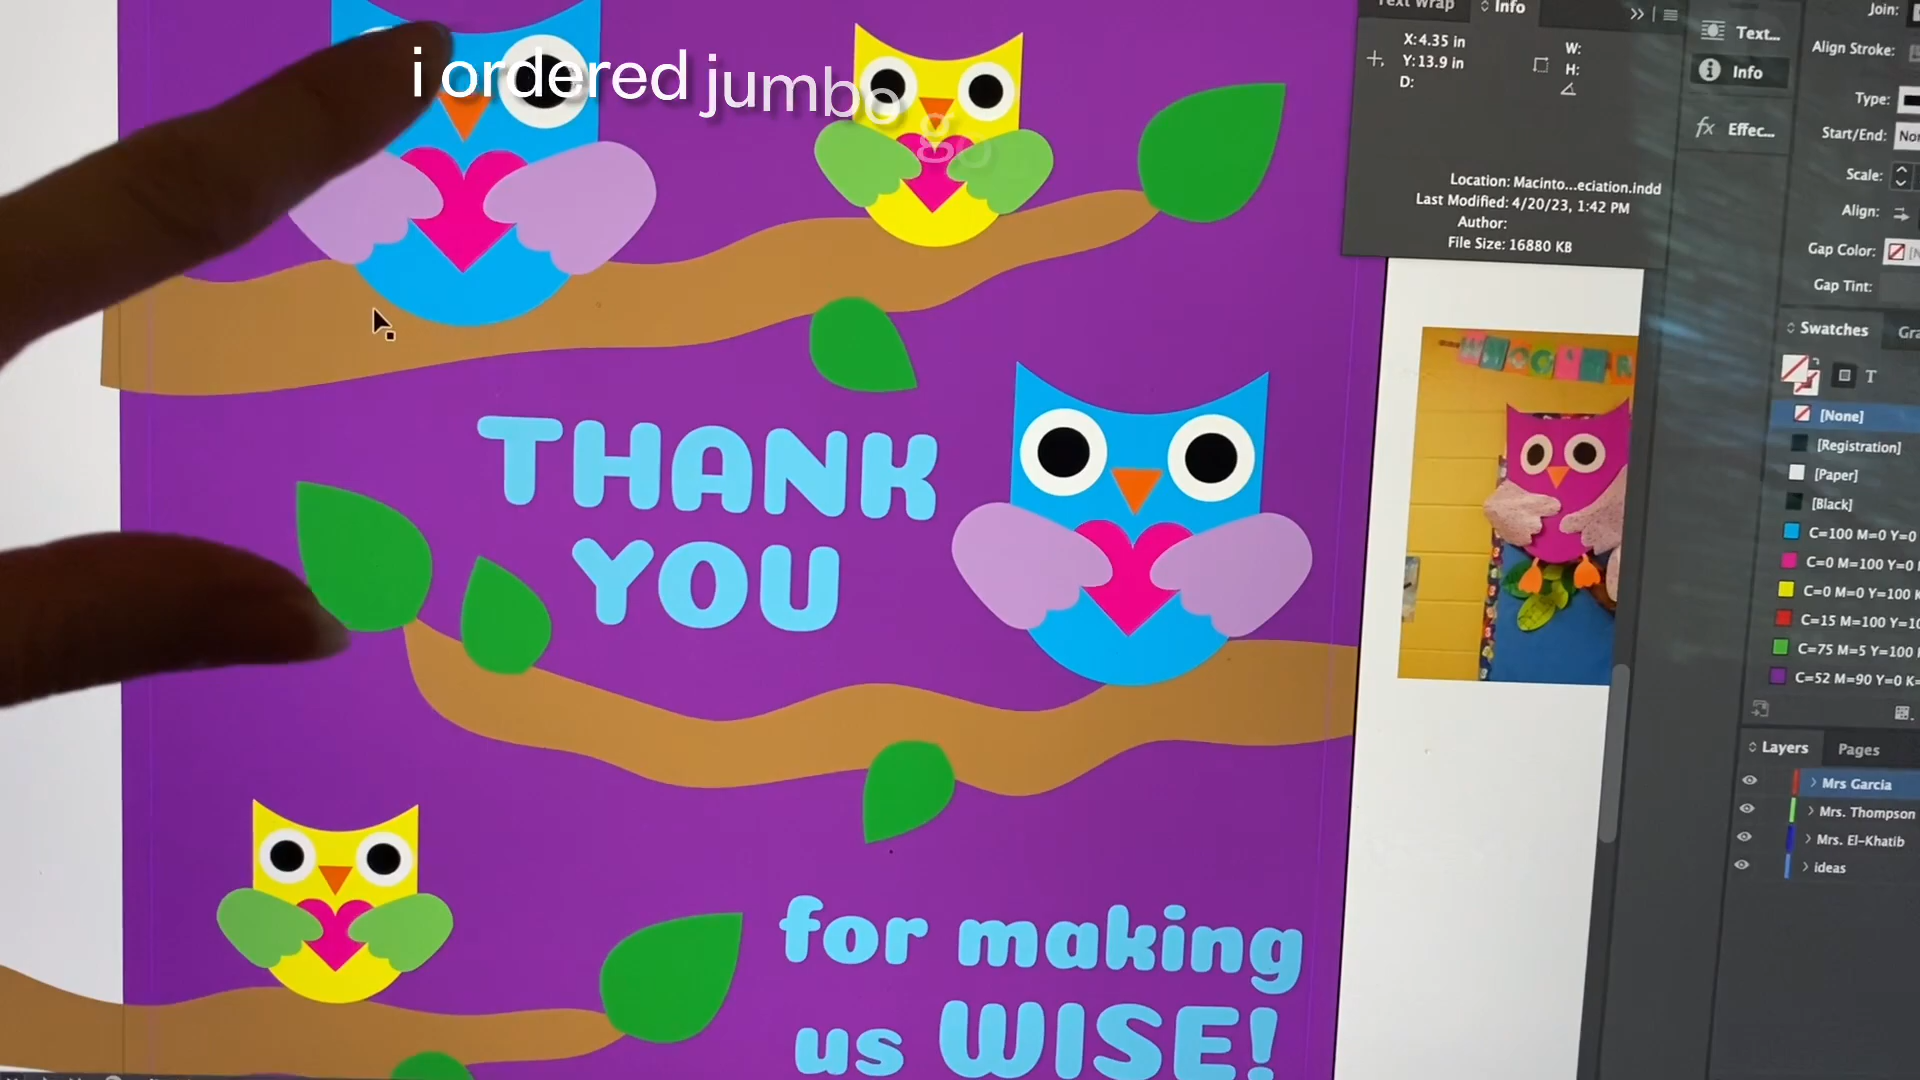 i ordered jumbo go
THANK
YOU
for making
us WISE!
Text Wrap
Info
X: 4.35 in
Y: 13.9 in
D:
W:
H:
Location: Macinto...eciation.indd
Last Modified: 4/20/23, 1:42 PM
Author:
File Size: 16880 KB
Text...
Info
fx Effec...
Join:
Align Stroke:
Type:
Start/End:
Scale:
Align:
Gap Color:
Gap Tint:
Swatches
T
[None]
[Registration]
[Paper]
[Black]
C=100 M=0 Y=0
C=0 M=100 Y=0
C=0 M=0 Y=100
C=15 M=100
C=75 M=5 Y=100
C=52 M=90 Y=0 K=
Layers
Pages
Mrs Garcia
Mrs. Thompson
Mrs. El-Khatib
ideas